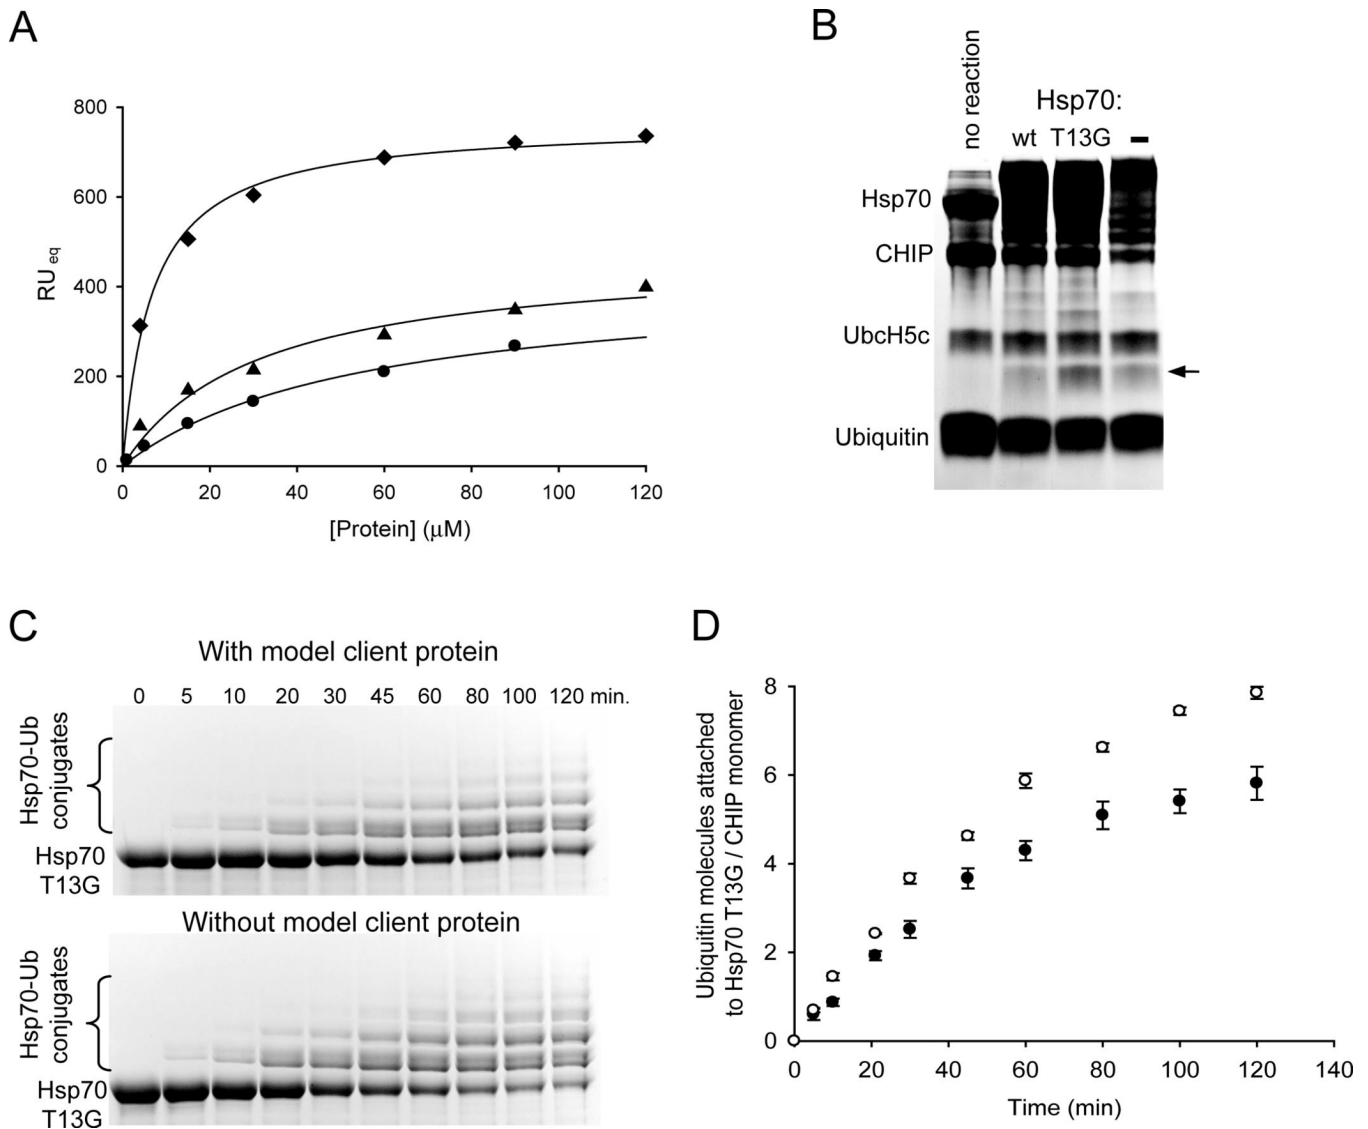 A
800
600
400
200
0
RU eq
0 20 40 60 80 100 120
[Protein] (μM)
B
no reaction
Hsp70:
wt T13G –
Hsp70
CHIP
UbcH5c
Ubiquitin
C
With model client protein
0 5 10 20 30 45 60 80 100 120 min.
Hsp70-Ub
conjugates
Hsp70
T13G
Without model client protein
Hsp70-Ub
conjugates
Hsp70
T13G
D
8
6
4
2
0
Ubiquitin molecules attached
to Hsp70 T13G / CHIP monomer
0 20 40 60 80 100 120 140
Time (min)